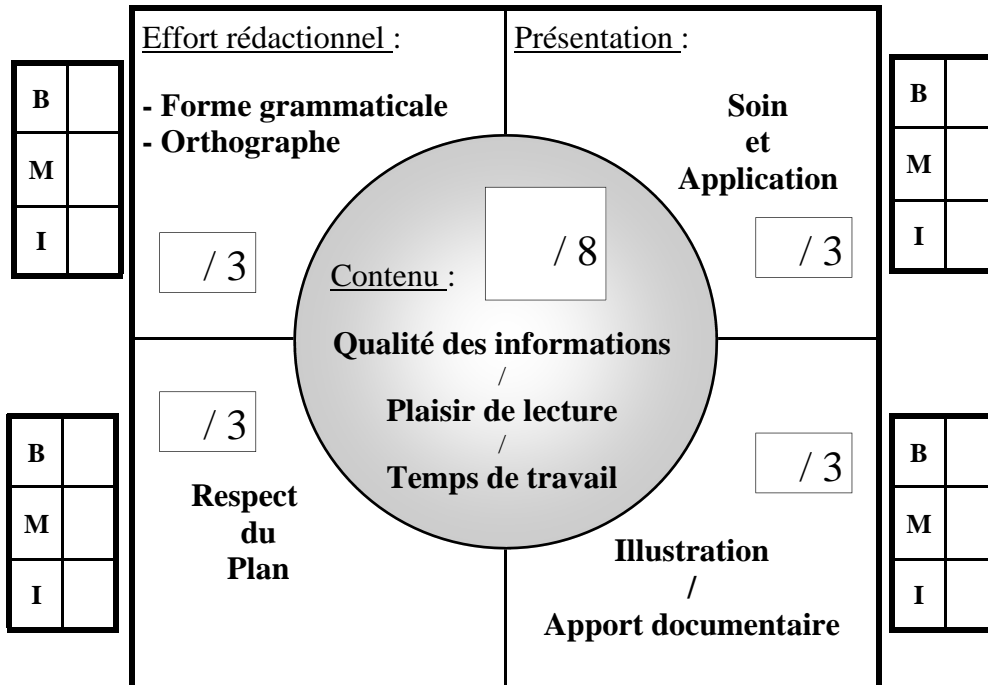 Effort rédactionnel :
- Forme grammaticale
- Orthographe
/ 3
B
M
I
Présentation :
Soin
et
Application
/ 3
B
M
I
/ 8
Contenu :
Qualité des informations
/
Plaisir de lecture
/
Temps de travail
/ 3
Respect
du
Plan
B
M
I
/ 3
Illustration
/
Apport documentaire
B
M
I